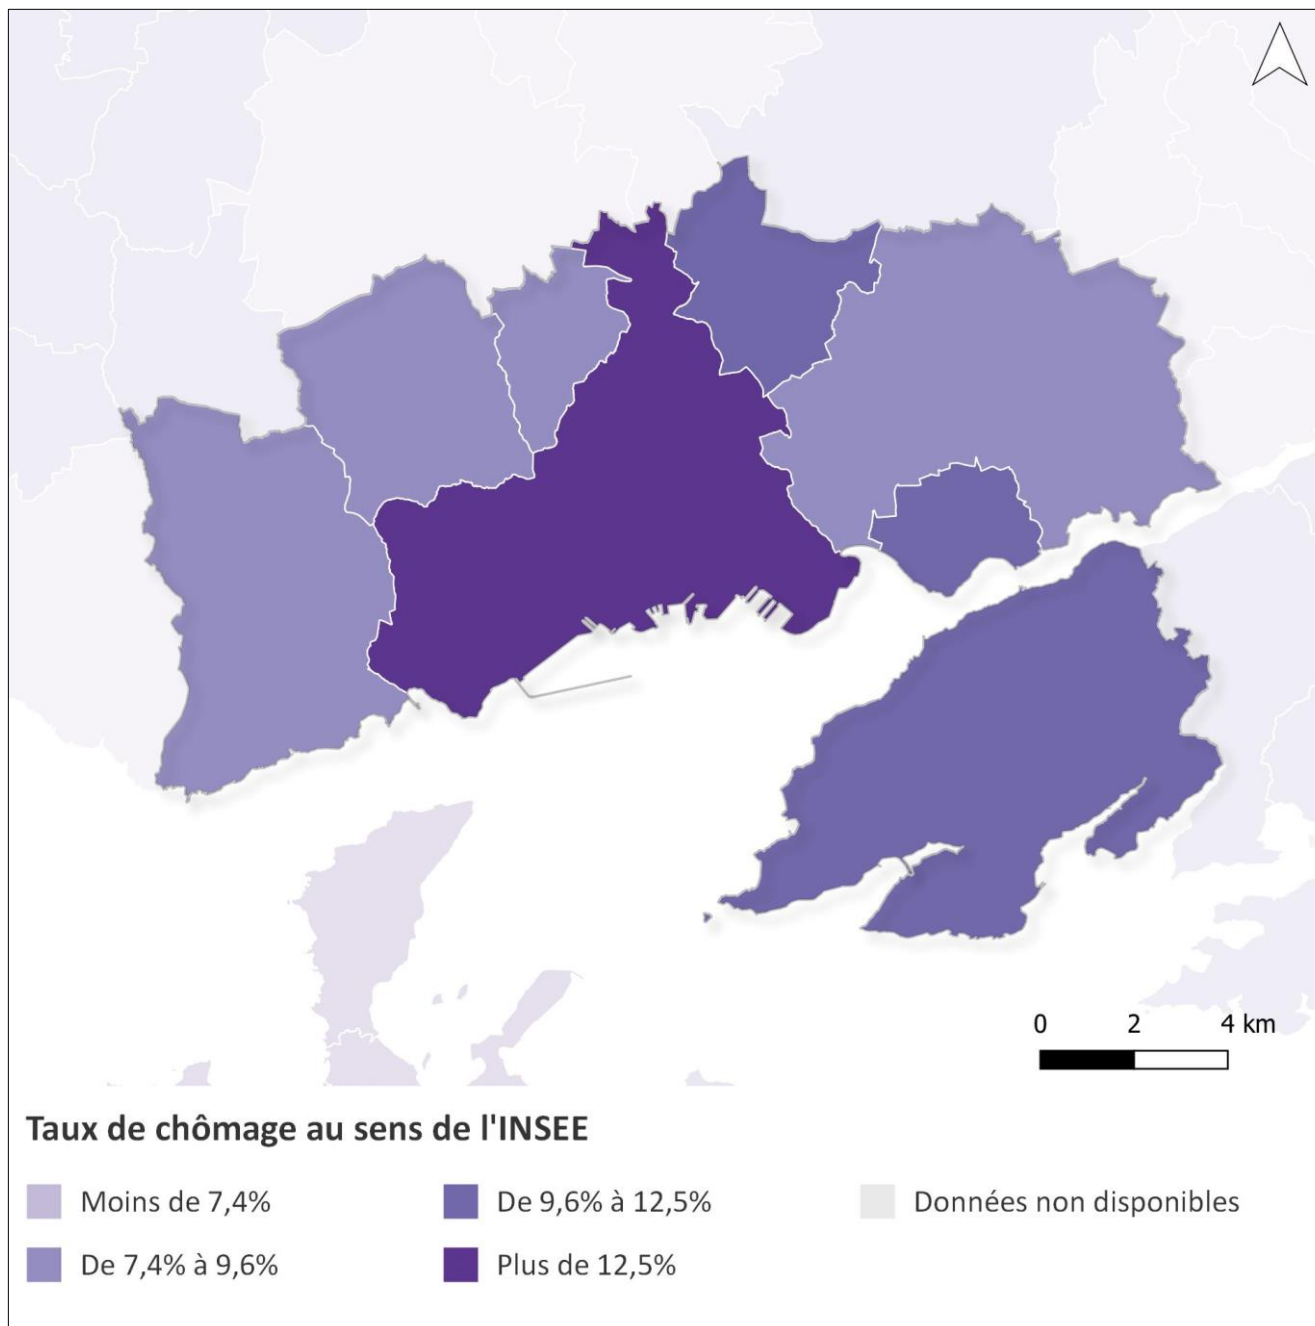 0 2 4 km
Taux de chômage au sens de l'INSEE
Moins de 7,4%
De 9,6% à 12,5%
Données non disponibles
De 7,4% à 9,6%
Plus de 12,5%